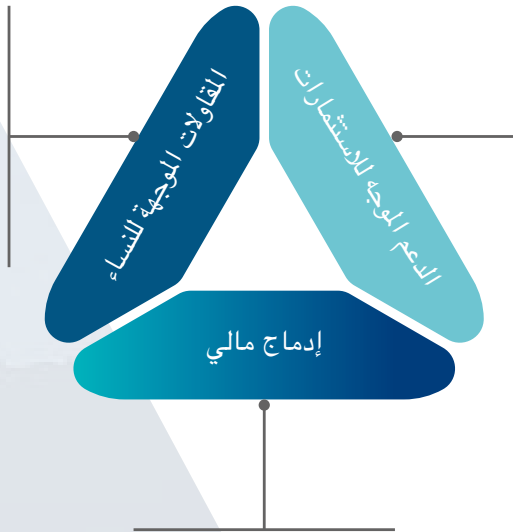 الدعم الموجه للاستثمارات
المقاولات الموجهة للنساء
إدماج مالي